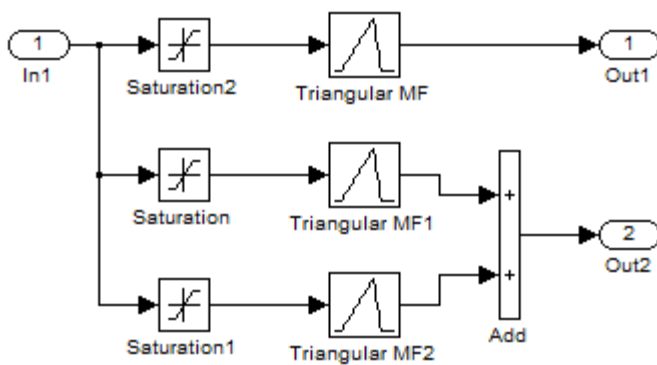 1
In1
Saturation2
Triangular MF
1
Out1
Saturation
Triangular MF1
+
+
Add
2
Out2
Saturation1
Triangular MF2